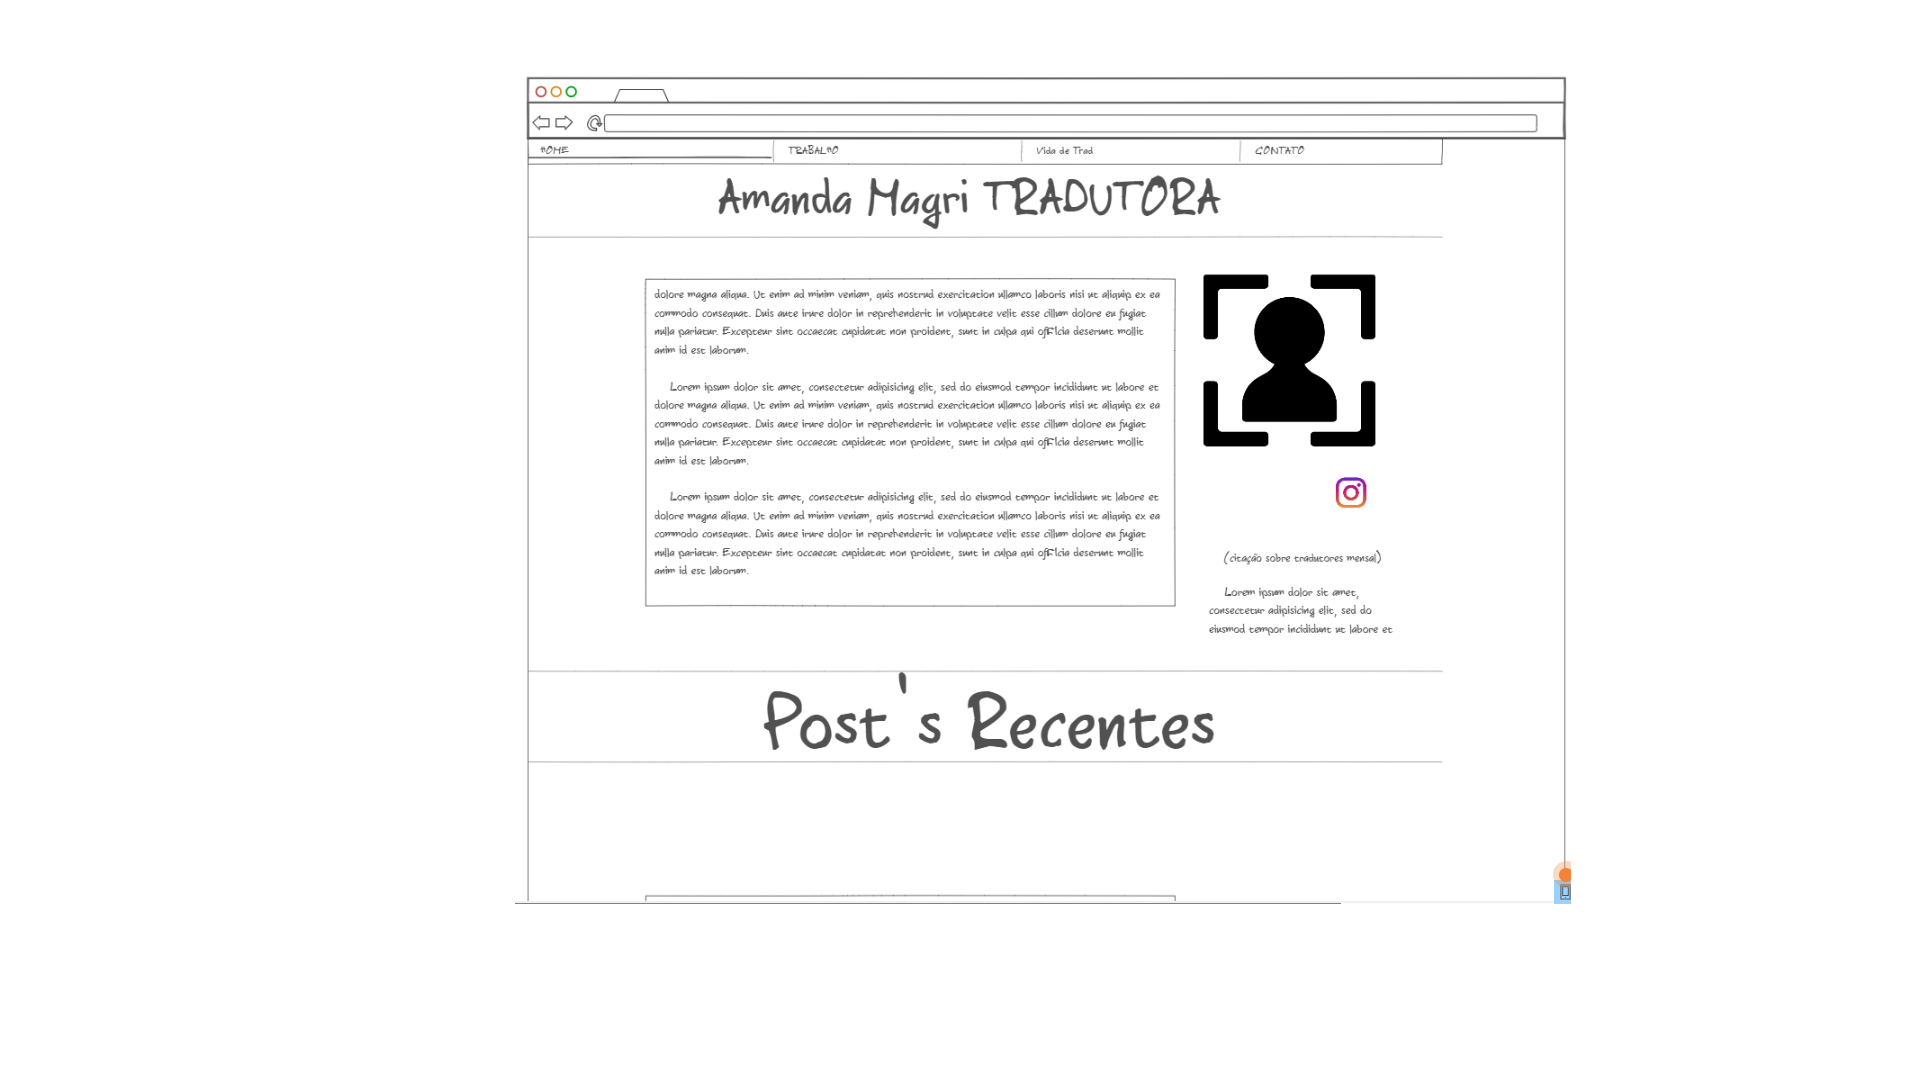 HOME
TRABALHO
Vida de Trad
CONTATO
Amanda Magri TRADUTORA
dolore magna aliqua. Ut enim ad minim veniam, quis nostrud exercitation ullamco laboris nisi ut aliquip ex ea
commodo consequat. Duis aute irure dolor in reprehenderit in voluptate velit esse cillum dolore eu fugiat
nulla pariatur. Excepteur sint occaecat cupidatat non proident, sunt in culpa qui officia deserunt mollit
anim id est laborum.
Lorem ipsum dolor sit amet, consectetur adipisicing elit, sed do eiusmod tempor incididunt ut labore et
dolore magna aliqua. Ut enim ad minim veniam, quis nostrud exercitation ullamco laboris nisi ut aliquip ex ea
commodo consequat. Duis aute irure dolor in reprehenderit in voluptate velit esse cillum dolore eu fugiat
nulla pariatur. Excepteur sint occaecat cupidatat non proident, sunt in culpa qui officia deserunt mollit
anim id est laborum.
Lorem ipsum dolor sit amet, consectetur adipisicing elit, sed do eiusmod tempor incididunt ut labore et
dolore magna aliqua. Ut enim ad minim veniam, quis nostrud exercitation ullamco laboris nisi ut aliquip ex ea
commodo consequat. Duis aute irure dolor in reprehenderit in voluptate velit esse cillum dolore eu fugiat
nulla pariatur. Excepteur sint occaecat cupidatat non proident, sunt in culpa qui officia deserunt mollit
anim id est laborum.
(citação sobre tradutores mensal)
Lorem ipsum dolor sit amet,
consectetur adipisicing elit, sed do
eiusmod tempor incididunt ut labore et
Post's Recentes